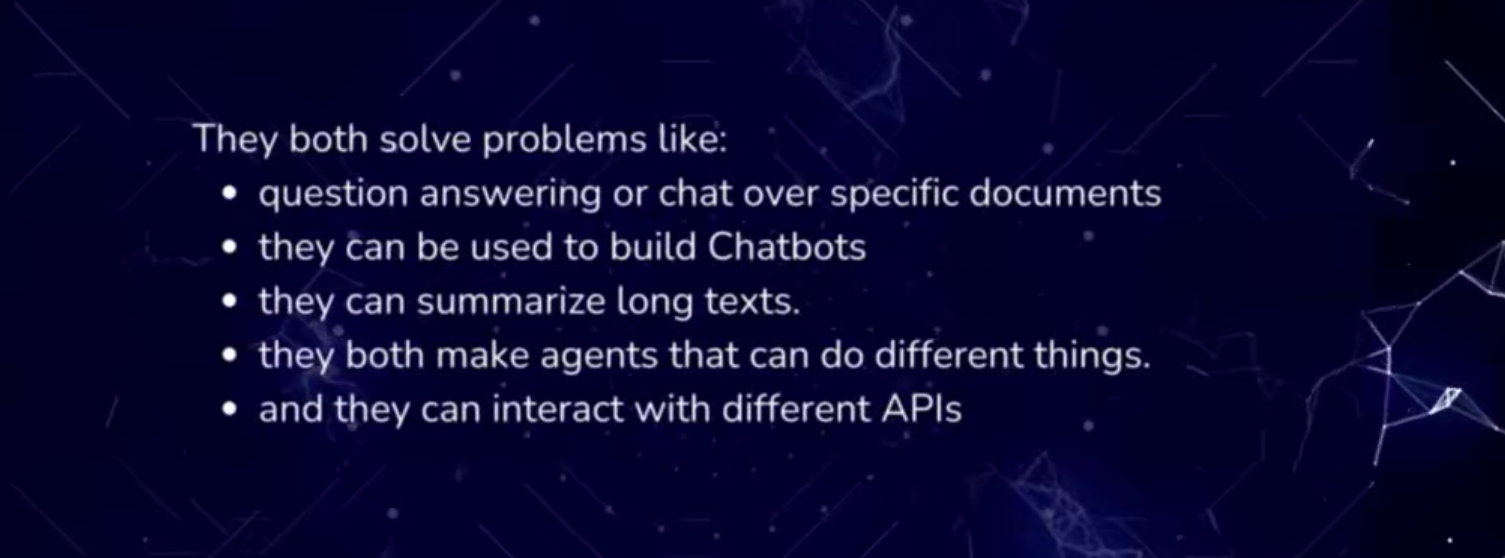 They both solve problems like:
• question answering or chat over specific documents
• they can be used to build Chatbots
• they can summarize long texts.
• they both make agents that can do different things.
• and they can interact with different APIs